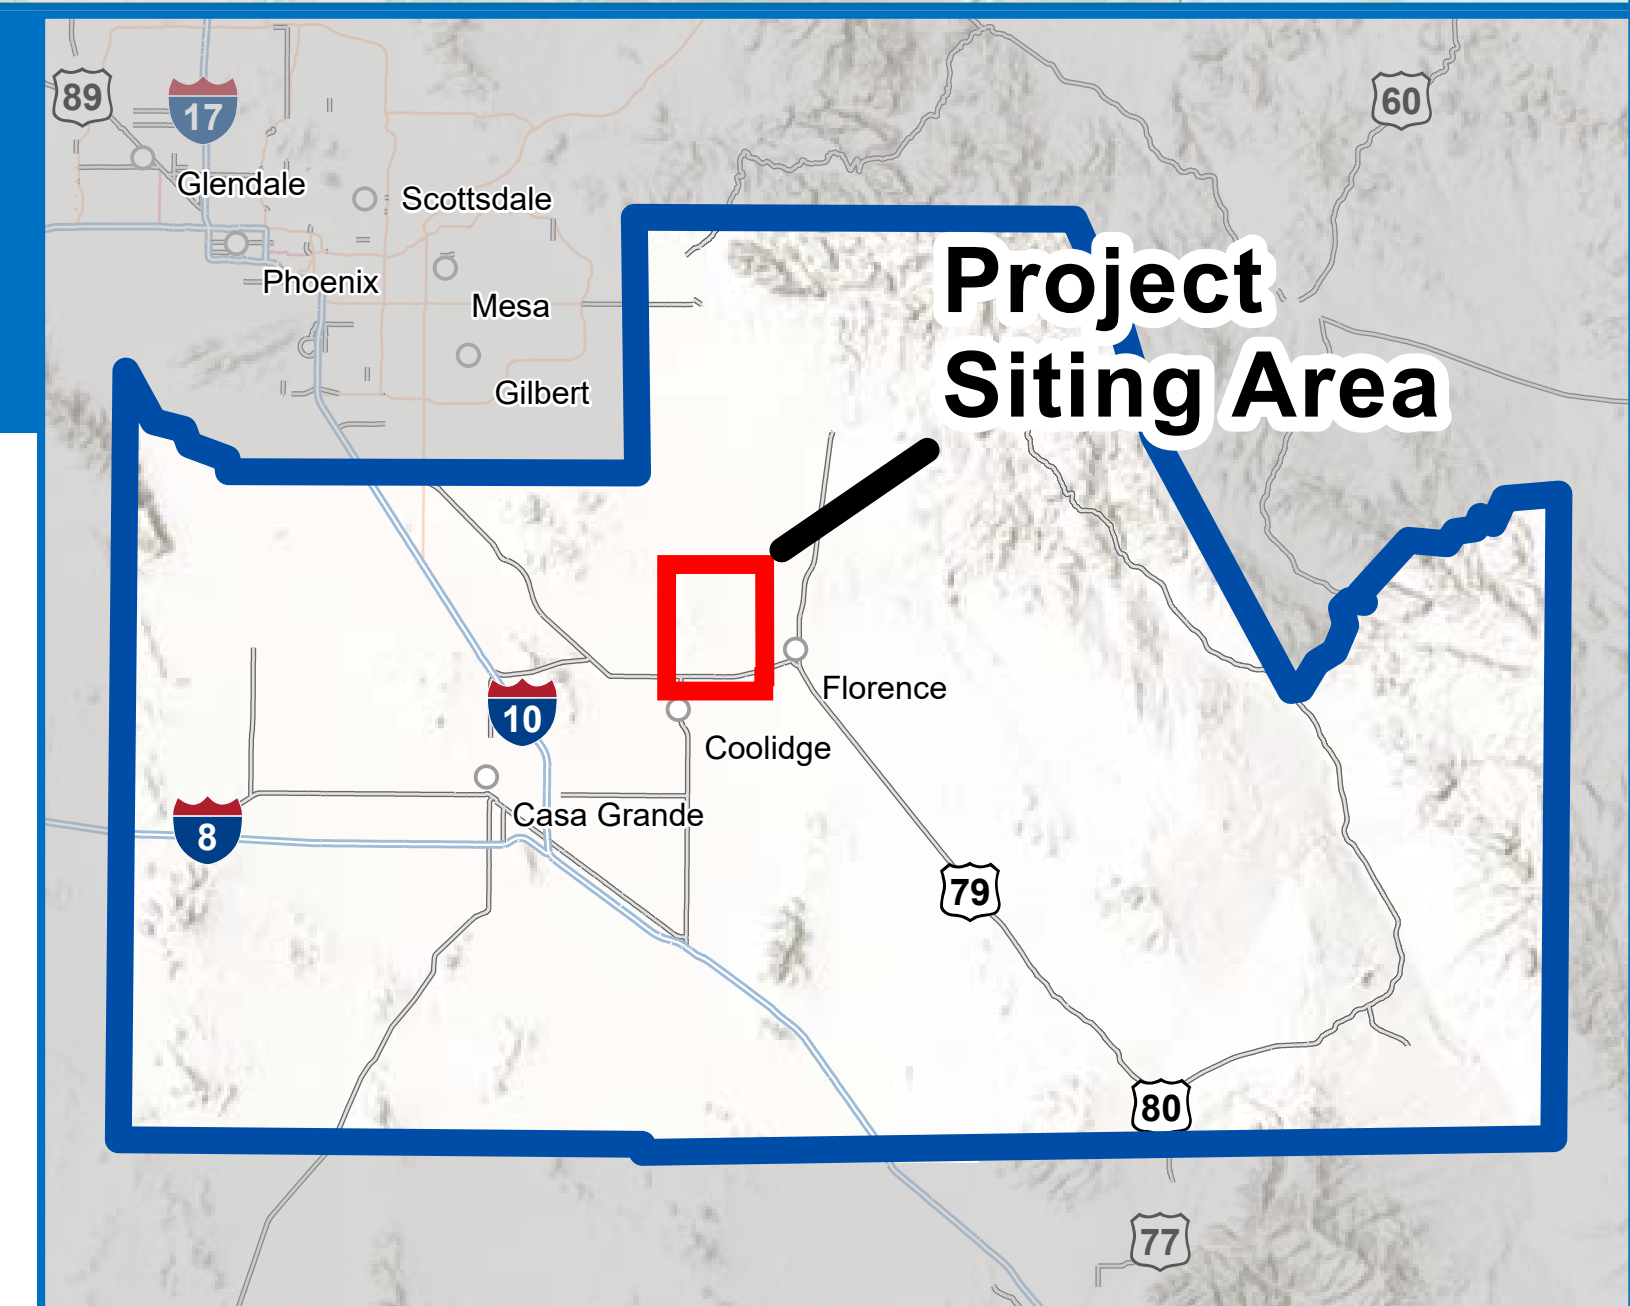 89
17
60
Glendale
Scottsdale
Phoenix
Mesa
Gilbert
Project
Siting Area
Florence
10
Coolidge
Casa Grande
8
79
80
77